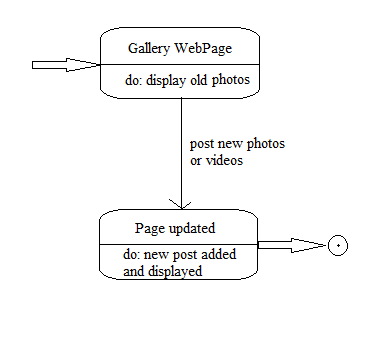 Gallery WebPage
do: display old photos
post new photos
or videos
Page updated
do: new post added
and displayed